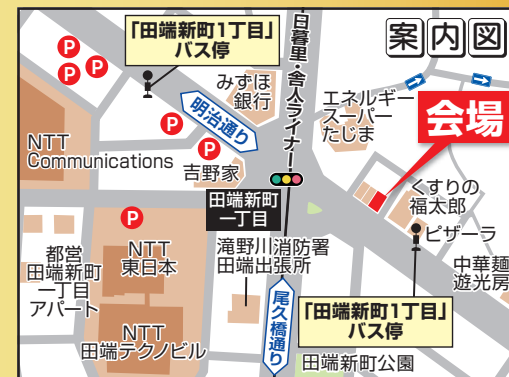 案内図
「田端新町1丁目」
バス停
日暮里・舎人ライナー
P
P
P
みずほ
銀行
エネルギー
スーパー
たじま
会場
明治通り
P
P
NTT
Communications
吉野家
くすりの
福太郎
田端新町
一丁目
P
ピザーラ
都営
田端新町
一丁目
アパート
NTT
東日本
滝野川消防署
田端出張所
中華麺
遊光房
尾久橋通り
「田端新町1丁目」
バス停
NTT
田端テクノビル
田端新町公園